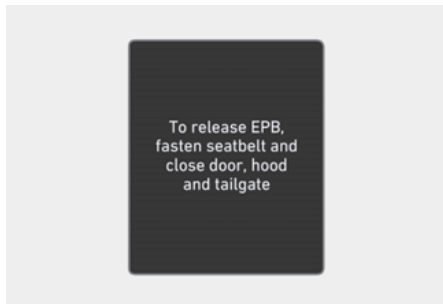 To release EPB,
fasten seatbelt and
close door, hood
and tailgate